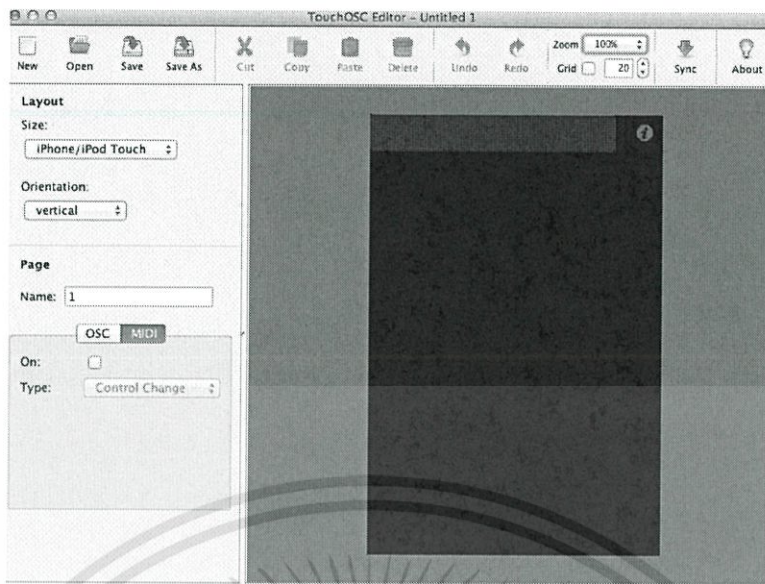 TouchOSC Editor – Untitled 1
New Open Save Save As Cut Copy Paste Delete Undo Redo Zoom 100% Grid 20 Sync About
Layout
Size:
iPhone/iPod Touch
Orientation:
vertical
Page
Name: 1
OSC MIDI
On:
Type: Control Change
i